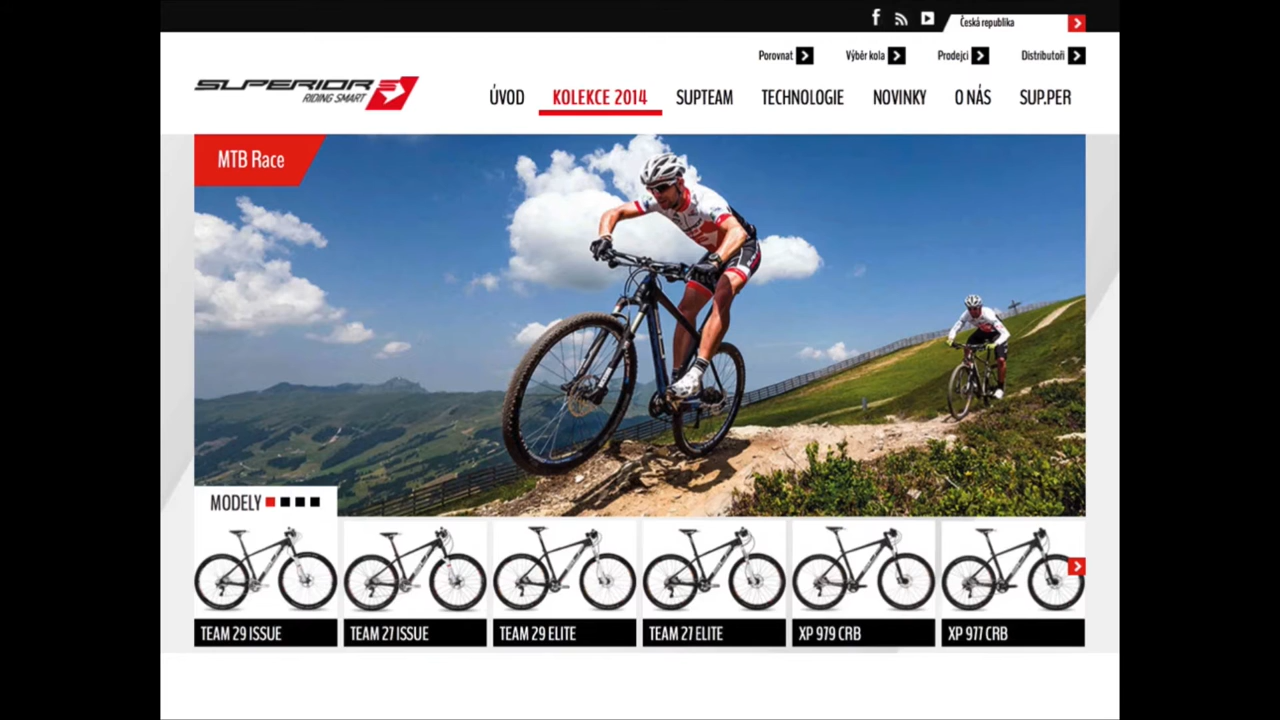 Česká republika
Porovnat
Výběr kola
Prodejci
Distributoři
SUPERIOR
RIDING SMART
ÚVOD
KOLEKCE 2014
SUPTEAM
TECHNOLOGIE
NOVINKY
O NÁS
SUP.PER
MTB Race
MODELY
TEAM 29 ISSUE
TEAM 27 ISSUE
TEAM 29 ELITE
TEAM 27 ELITE
XP 979 CRB
XP 977 CRB